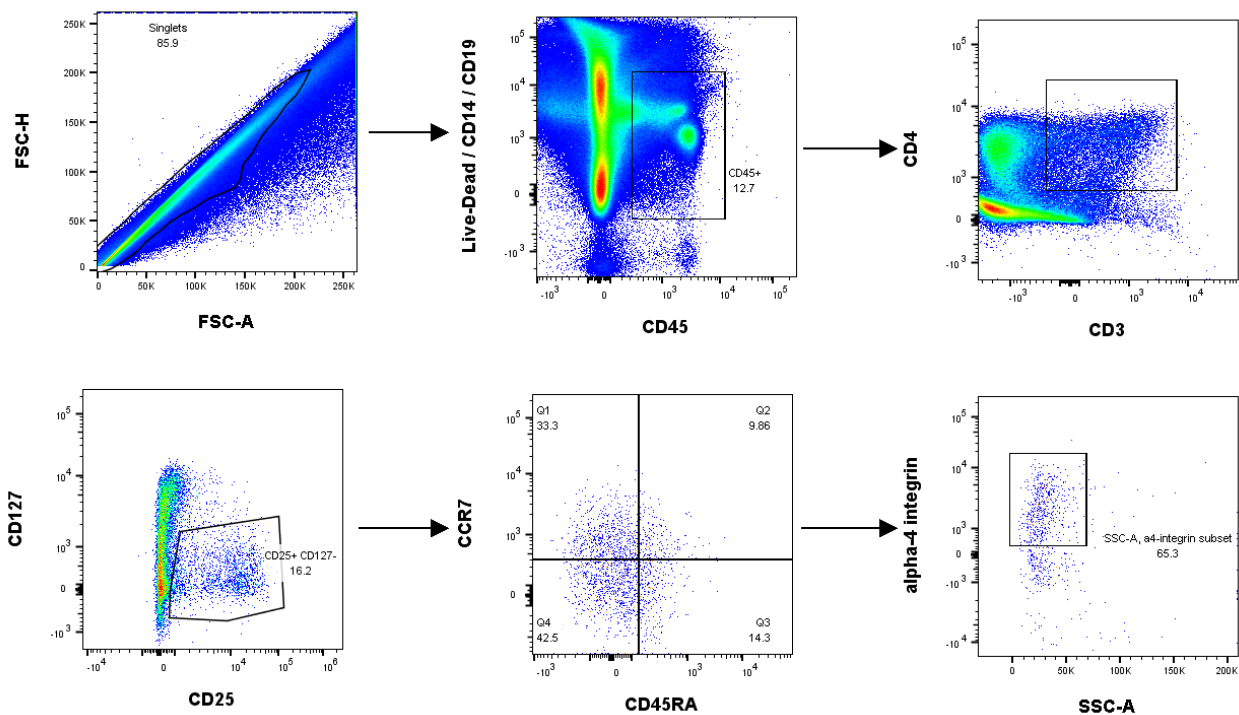 Singlets
85.9
FSC-H
250K
200K
150K
100K
50K
0
0 50K 100K 150K 200K 250K
FSC-A
Live-Dead / CD14 / CD19
10^5
10^4
10^3
0
-10^3
CD45+
12.7
-10^3 0 10^3 10^4 10^5
CD45
CD4
10^5
10^4
10^3
0
-10^3
-10^3 0 10^3 10^4
CD3
CD127
10^5
10^4
10^3
0
-10^3
CD25+ CD127-
16.2
-10^4 0 10^4 10^5 10^6
CD25
CCR7
10^5
10^4
10^3
0
-10^3
Q1
33.3
Q2
9.86
Q4
42.5
Q3
14.3
-10^3 0 10^3 10^4 10^5
CD45RA
alpha-4 integrin
10^5
10^4
10^3
0
-10^3
-10^4
SSC-A, a4-integrin subset
65.3
0 50K 100K 150K 200K
SSC-A